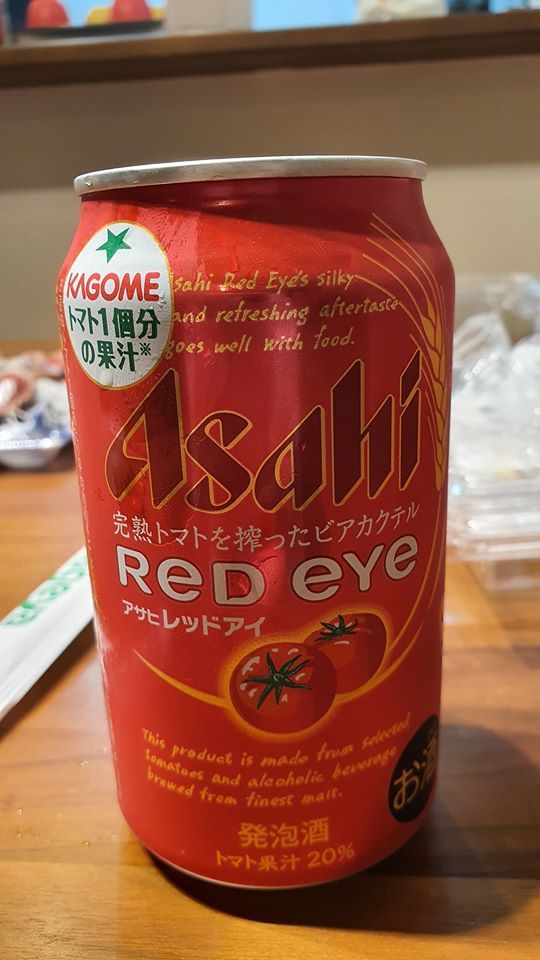 KAGOME
トマト1個分
の果汁※
Asahi Red Eye's silky
and refreshing aftertaste
goes well with food.
Asahi
完熟トマトを搾ったビアカクテル
RED EYE
アサヒレッドアイ
This product is made from selected
tomatoes and alcoholic beverage
brewed from finest malt.
お酒
発泡酒
トマト果汁 20%